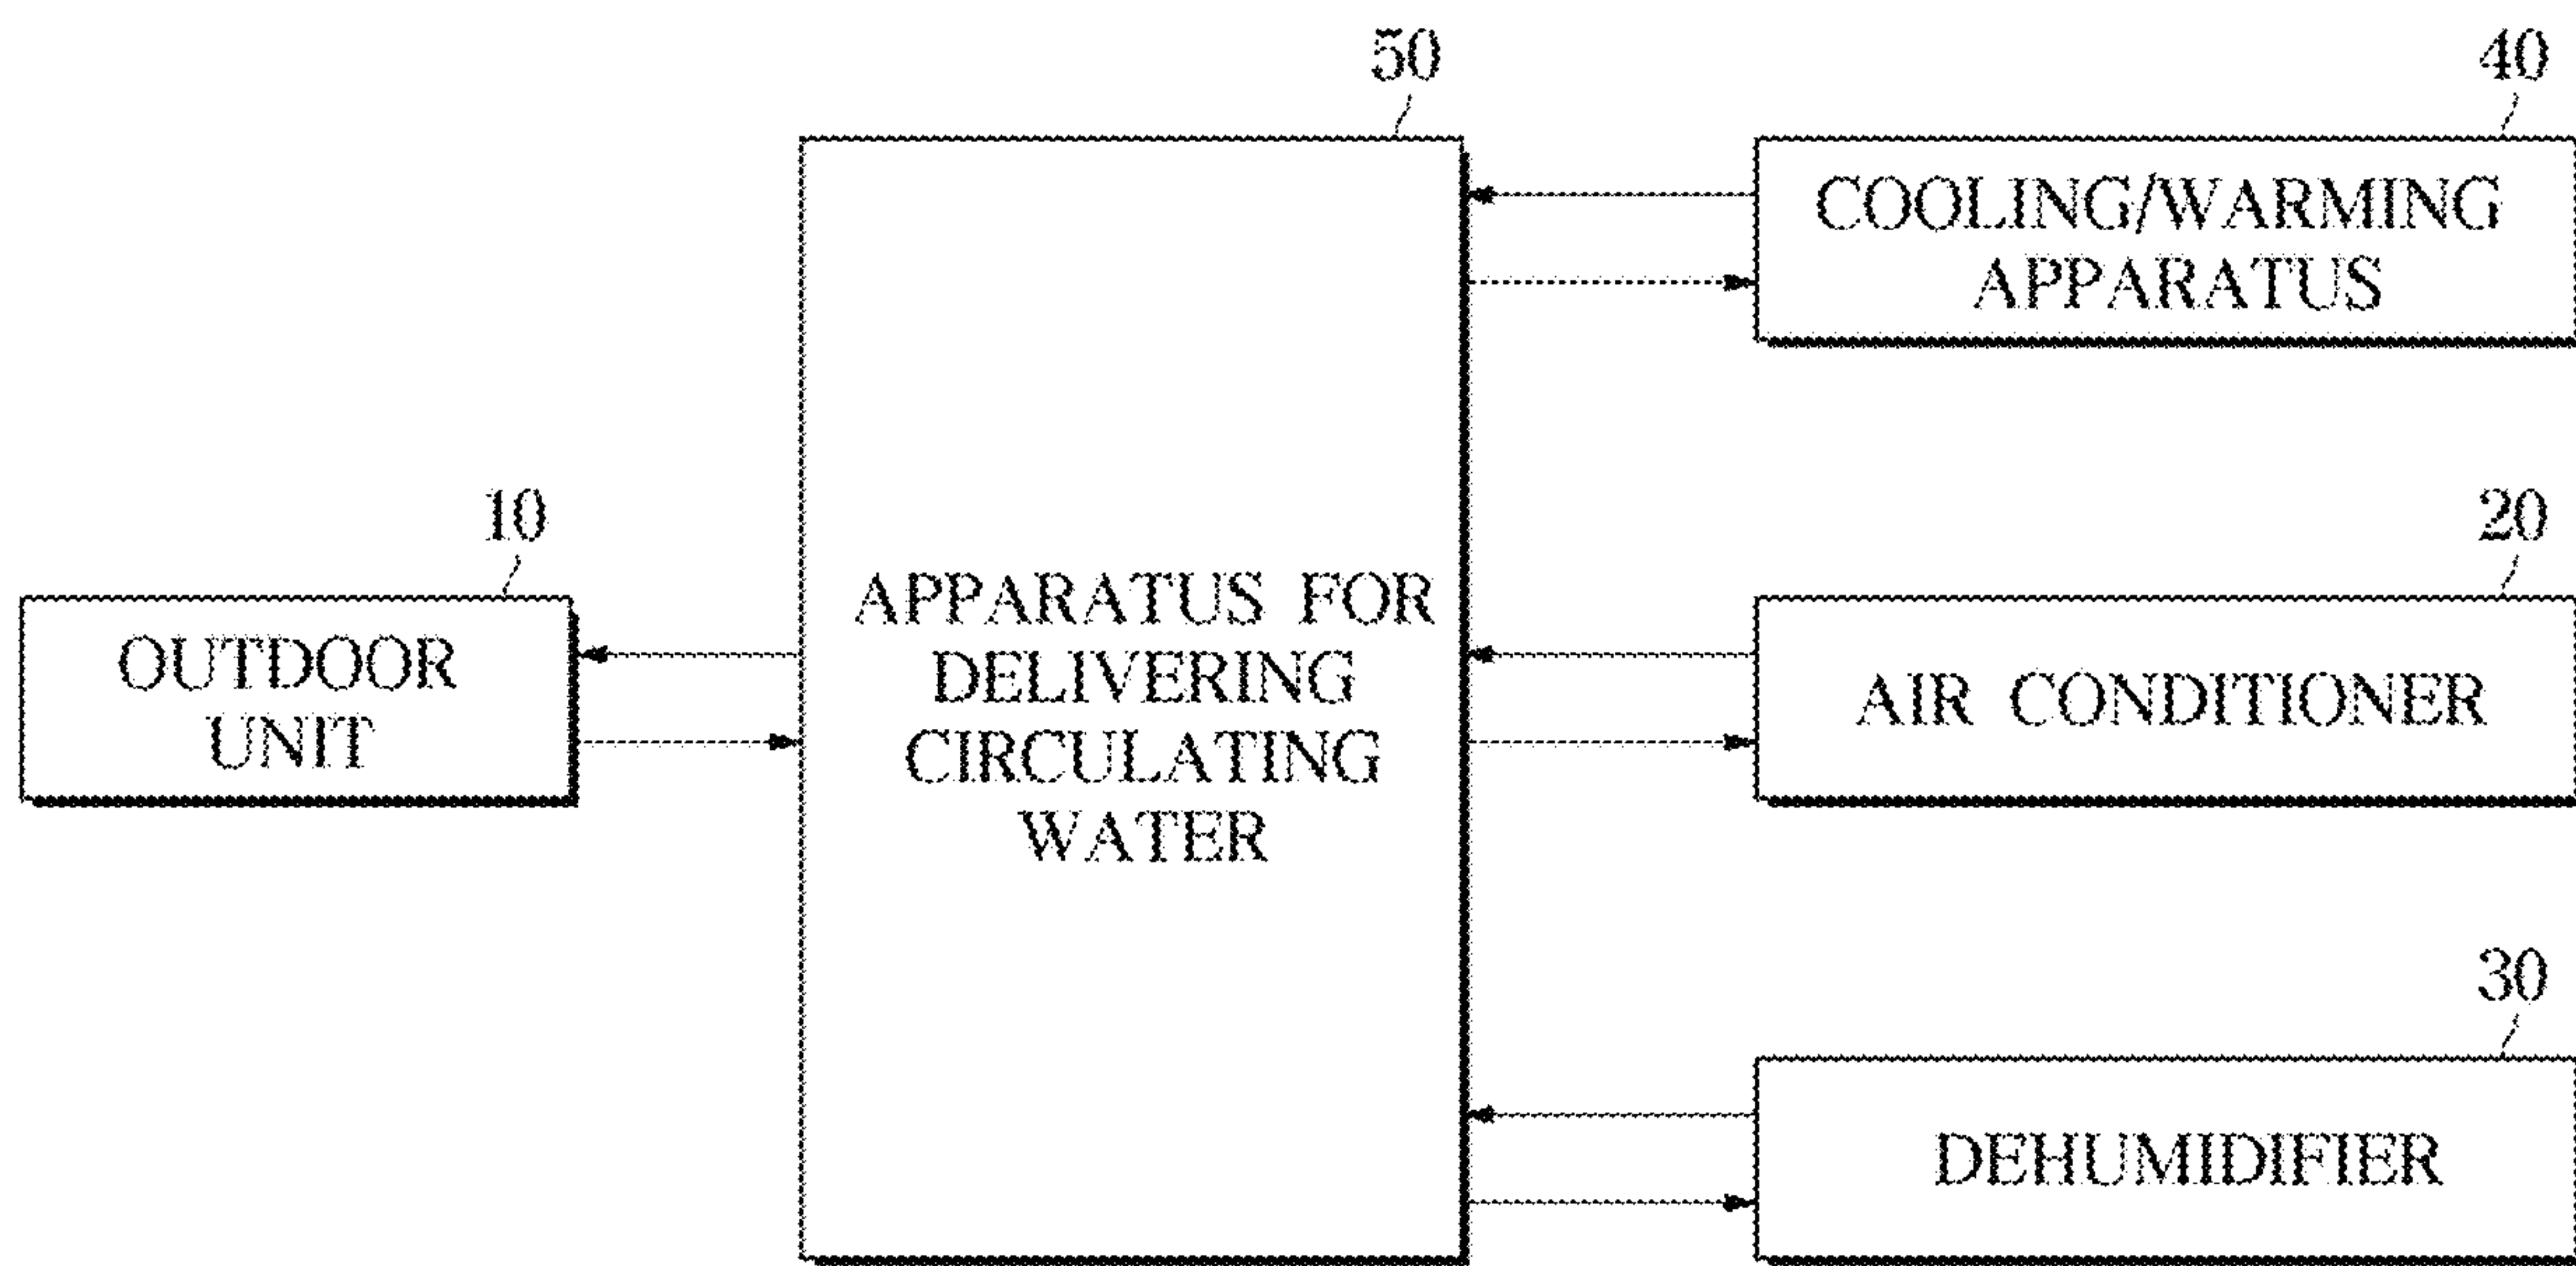 50
40
COOLING/WARMING
APPARATUS
10
20
OUTDOOR
UNIT
APPARATUS FOR
DELIVERING
CIRCULATING
WATER
AIR CONDITIONER
30
DEHUMIDIFIER